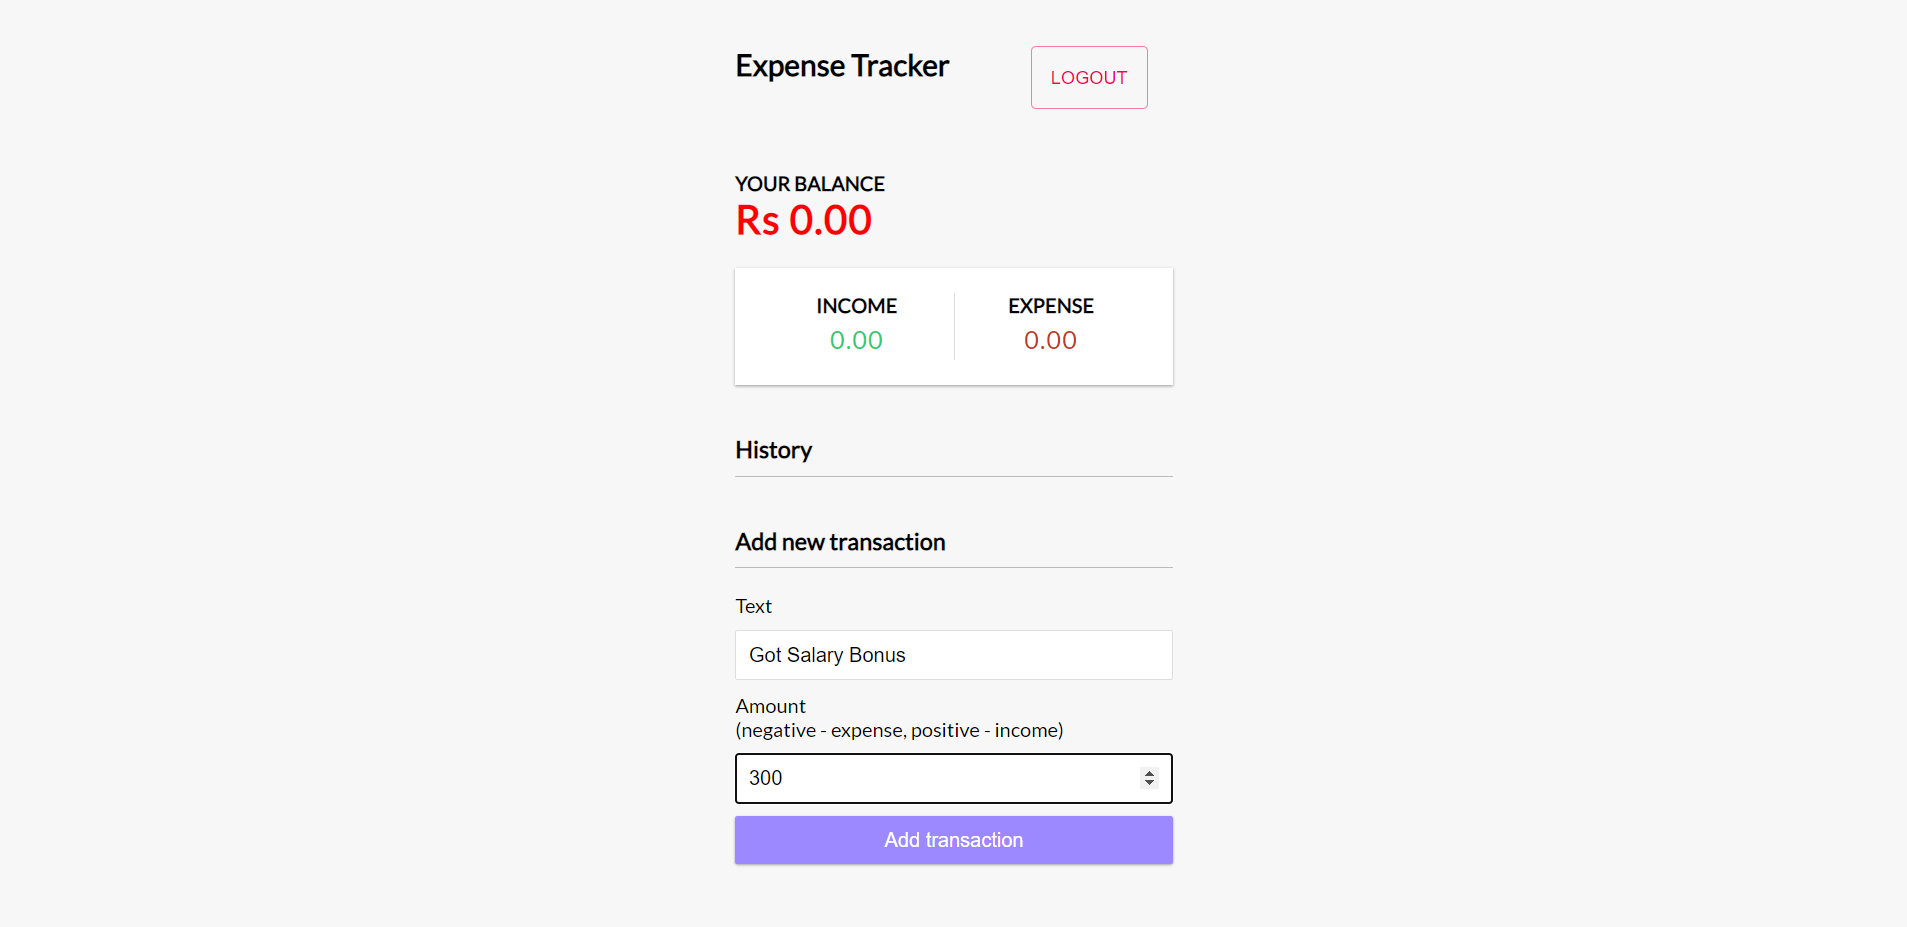 Expense Tracker
LOGOUT
YOUR BALANCE
Rs 0.00
INCOME
0.00
EXPENSE
0.00
History
Add new transaction
Text
Got Salary Bonus
Amount
(negative - expense, positive - income)
300
Add transaction